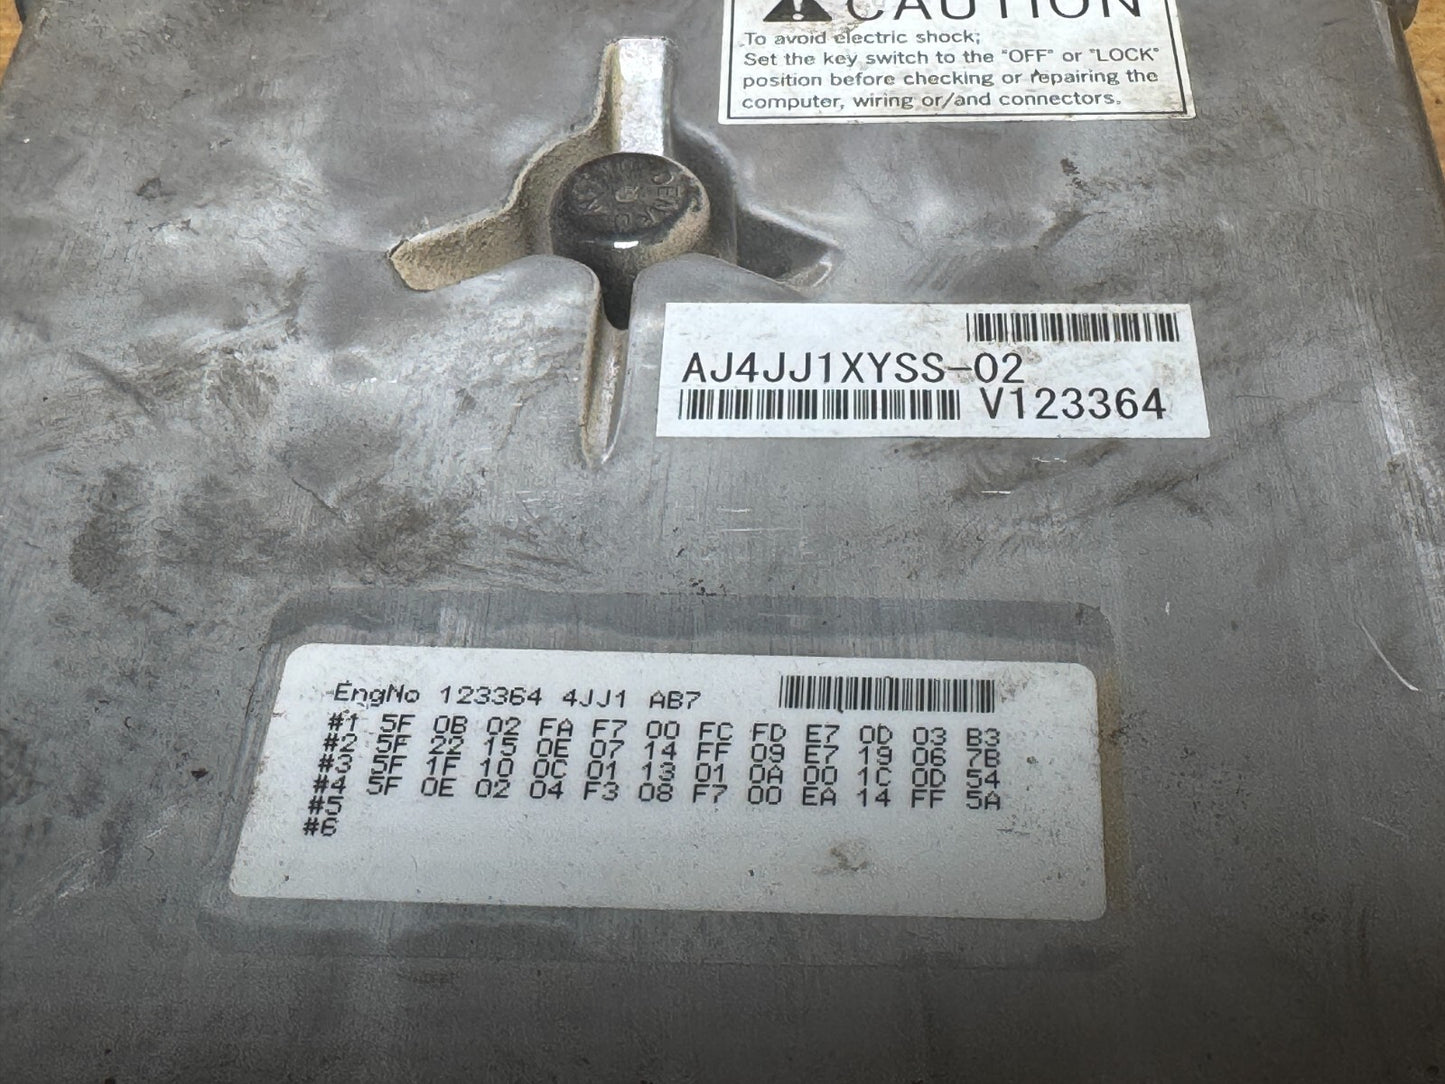 CAUTION
To avoid electric shock;
Set the key switch to the "OFF" or "LOCK"
position before checking or repairing the
computer, wiring or/and connectors.
AJ4JJ1XYSS-02
V123364
EngNo 123364 4JJ1 AB7
#1 5F 0B 02 FA F7 00 FC FD E7 0D 03 B3
#2 5F 22 15 0E 07 14 FF 09 E7 19 06 7B
#3 5F 1F 10 0C 01 13 01 0A 00 1C 0D 54
#4 5F 0E 02 04 F3 08 F7 00 EA 14 FF 5A
#5
#6